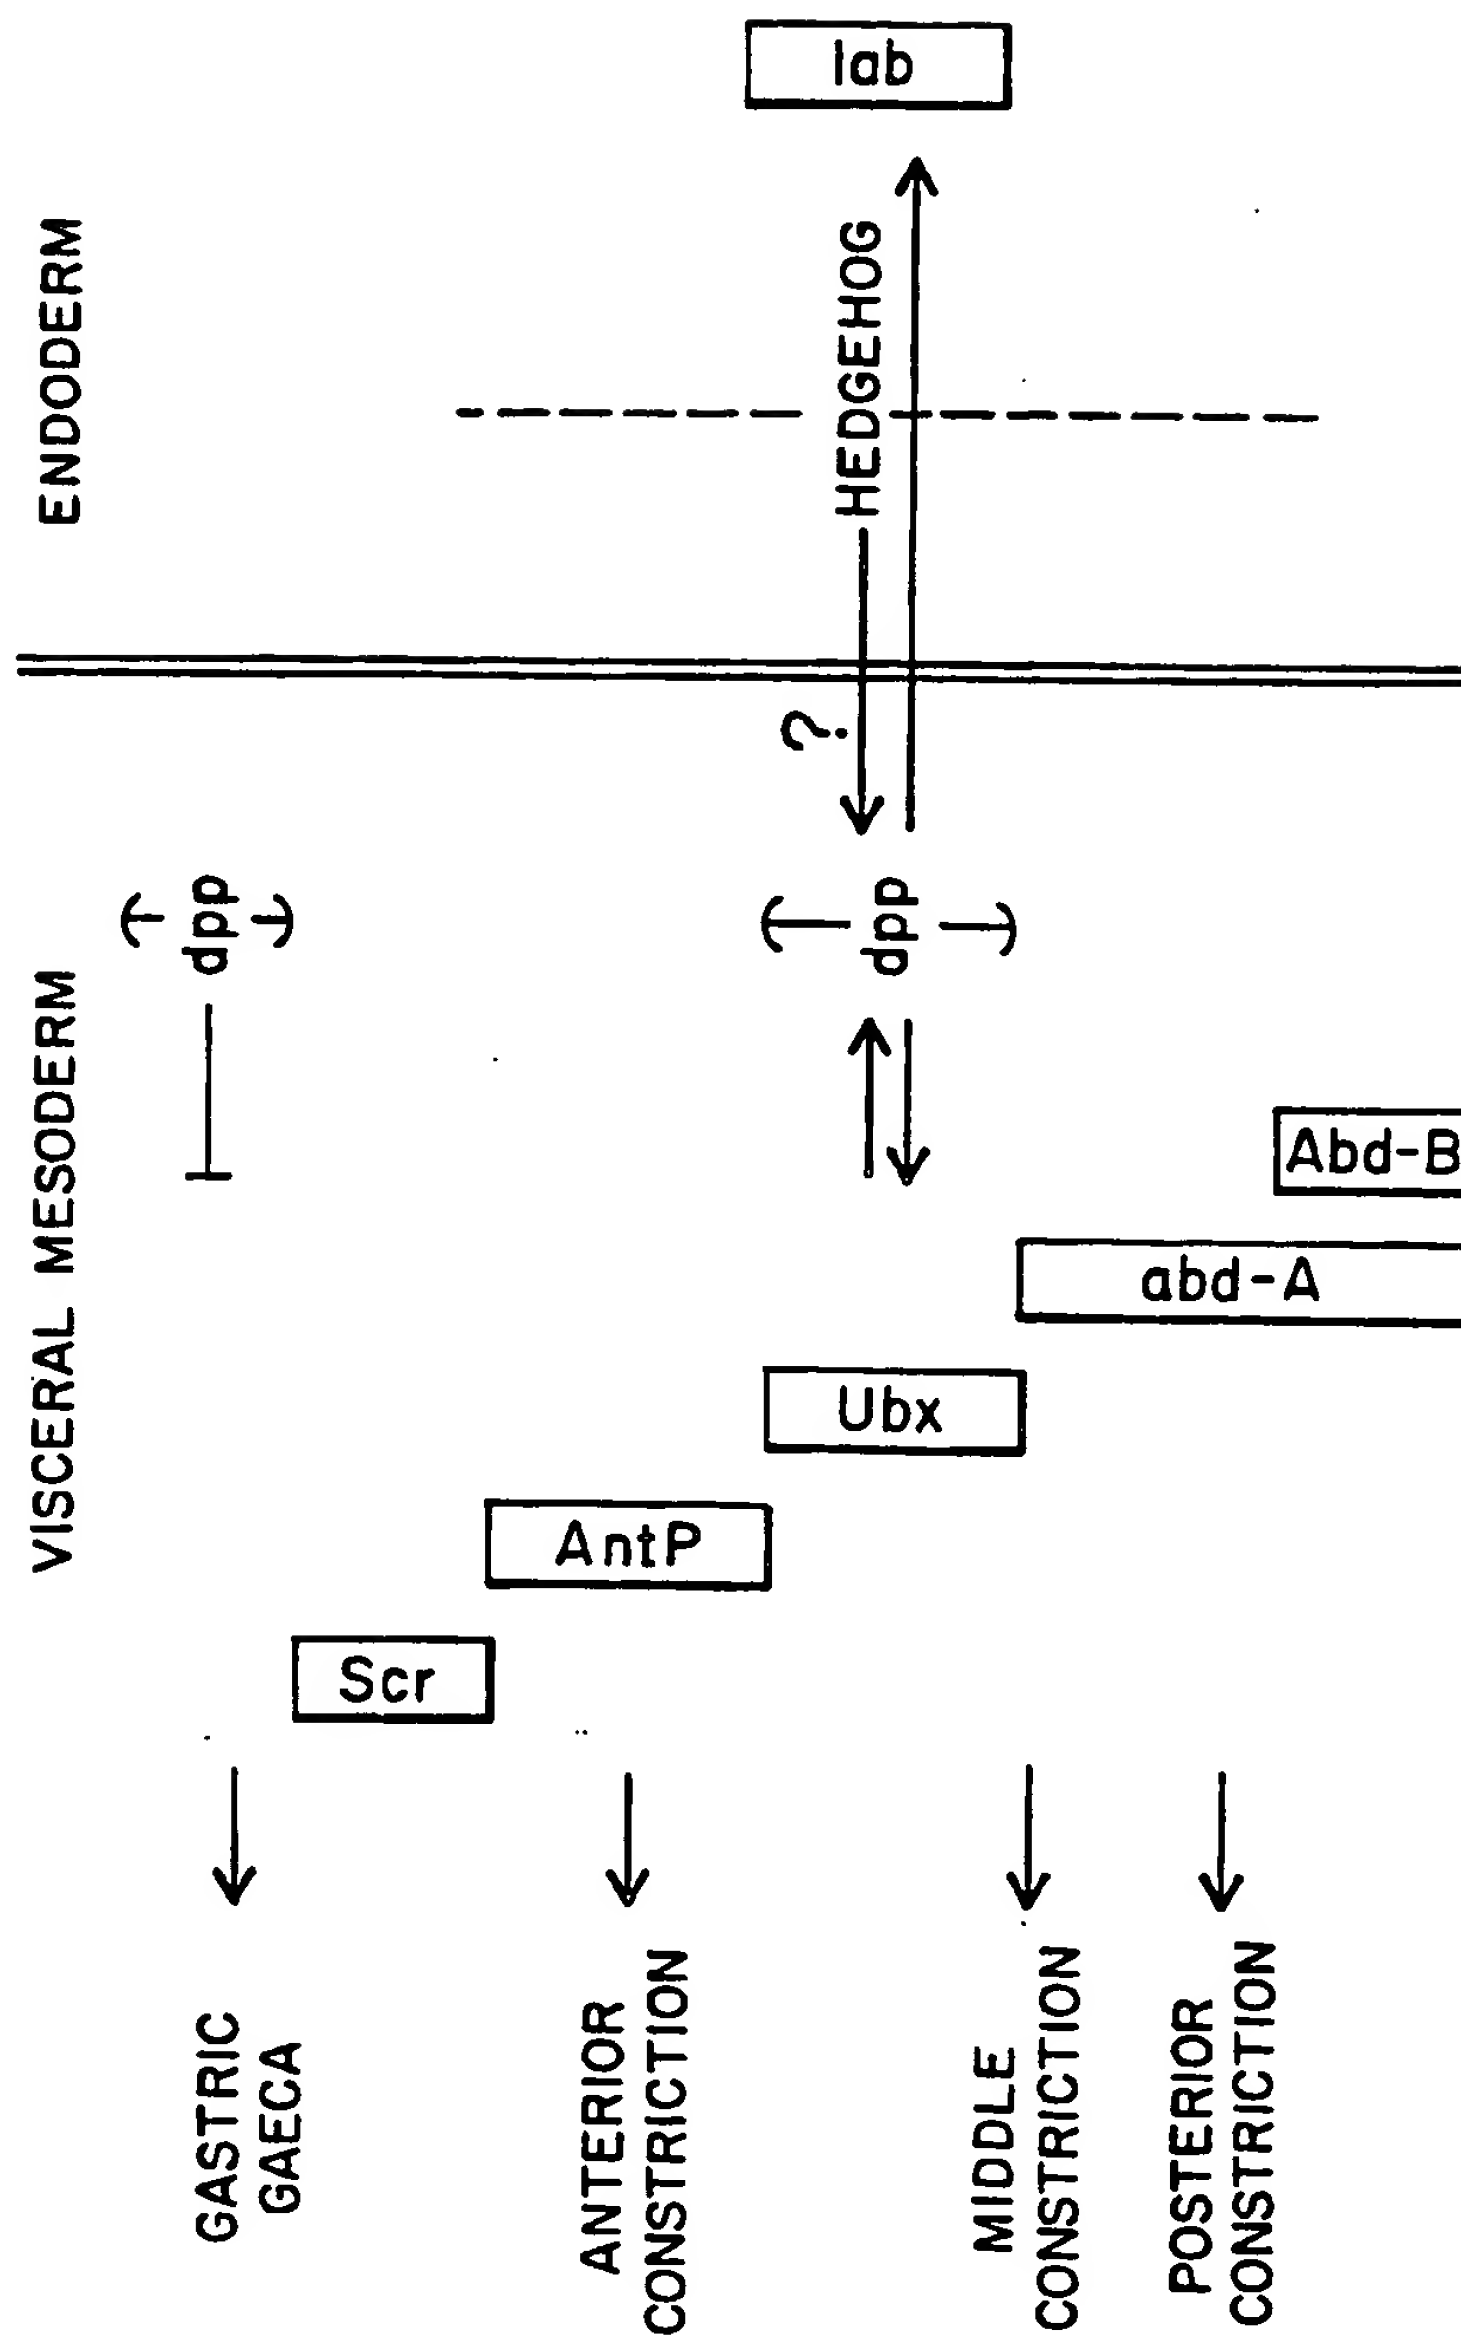 lab
ENDODERM
HEDGEHOG
?
VISCERAL MESODERM
dpp
dpp
Abd-B
abd-A
Ubx
AntP
Scr
GASTRIC
GAECA
ANTERIOR
CONSTRICTION
MIDDLE
CONSTRICTION
POSTERIOR
CONSTRICTION